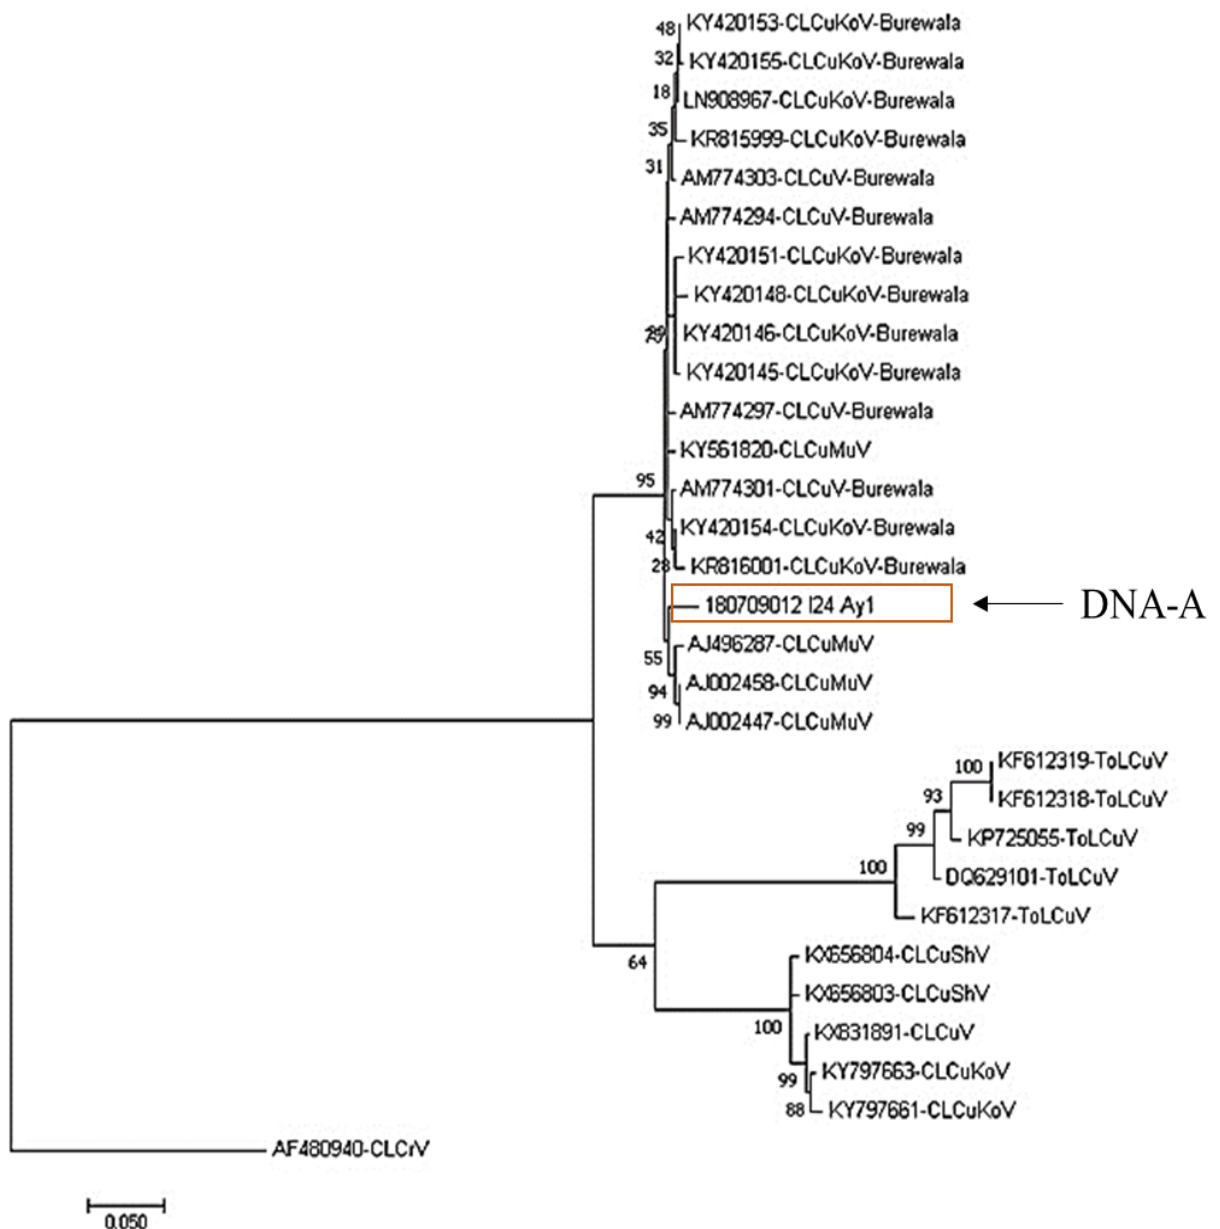 48
KY420153-CLCuKoV-Burewala
32
KY420155-CLCuKoV-Burewala
18
LN908967-CLCuKoV-Burewala
35
KR815999-CLCuKoV-Burewala
31
AM774303-CLCuV-Burewala
AM774294-CLCuV-Burewala
KY420151-CLCuKoV-Burewala
KY420148-CLCuKoV-Burewala
KY420146-CLCuKoV-Burewala
KY420145-CLCuKoV-Burewala
AM774297-CLCuV-Burewala
KY561820-CLCuMuV
95
AM774301-CLCuV-Burewala
42
KY420154-CLCuKoV-Burewala
28
KR816001-CLCuKoV-Burewala
180709012 I24 Ay1
DNA-A
55
AJ496287-CLCuMuV
94
AJ002458-CLCuMuV
99
AJ002447-CLCuMuV
100
KF612319-ToLCuV
93
KF612318-ToLCuV
99
KP725055-ToLCuV
100
DQ629101-ToLCuV
KF612317-ToLCuV
64
KX656804-CLCuShV
KX656803-CLCuShV
100
KX831891-CLCuV
99
KY797663-CLCuKoV
88
KY797661-CLCuKoV
AF480940-CLCrV
0.050